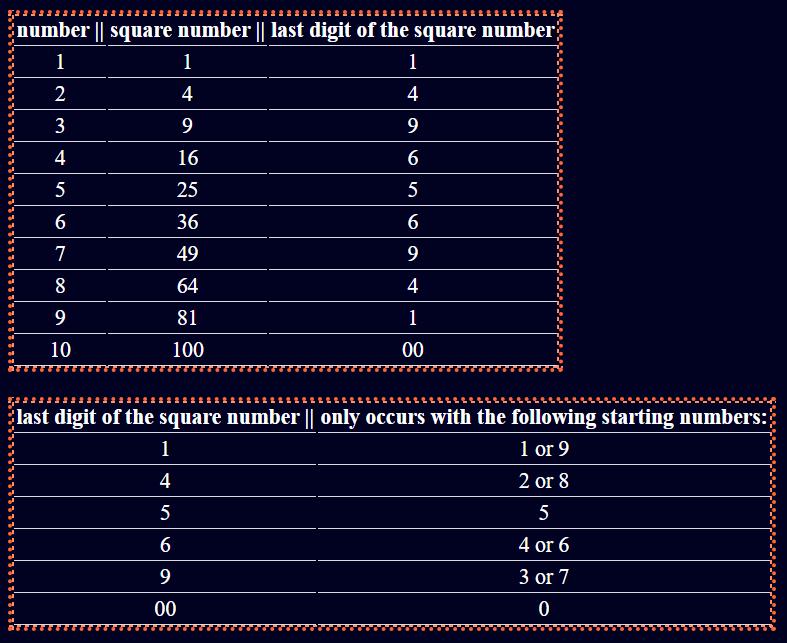 number || square number || last digit of the square number
1 1 1
2 4 4
3 9 9
4 16 6
5 25 5
6 36 6
7 49 9
8 64 4
9 81 1
10 100 00
last digit of the square number || only occurs with the following starting numbers:
1 1 or 9
4 2 or 8
5 5
6 4 or 6
9 3 or 7
00 0